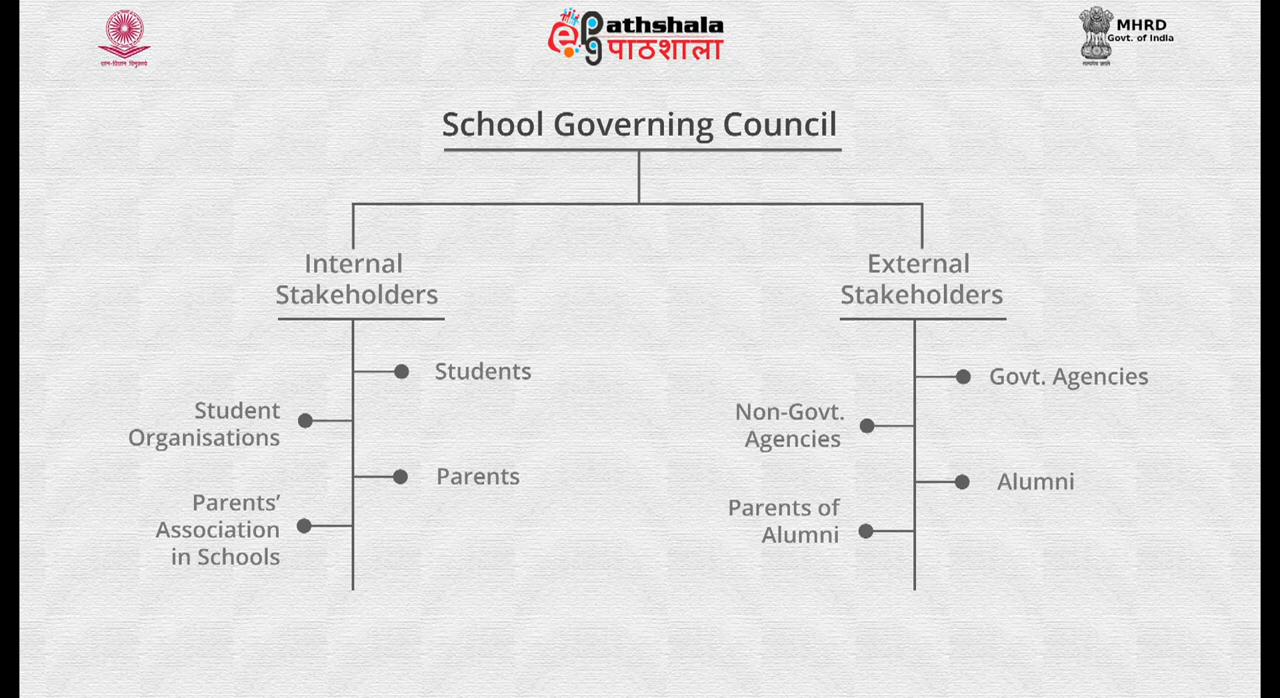 Pathshala
पाठशाला
MHRD
Govt. of India
School Governing Council
Internal
Stakeholders
Students
Student
Organisations
Parents
Parents’
Association
in Schools
External
Stakeholders
Govt. Agencies
Non-Govt.
Agencies
Alumni
Parents of
Alumni